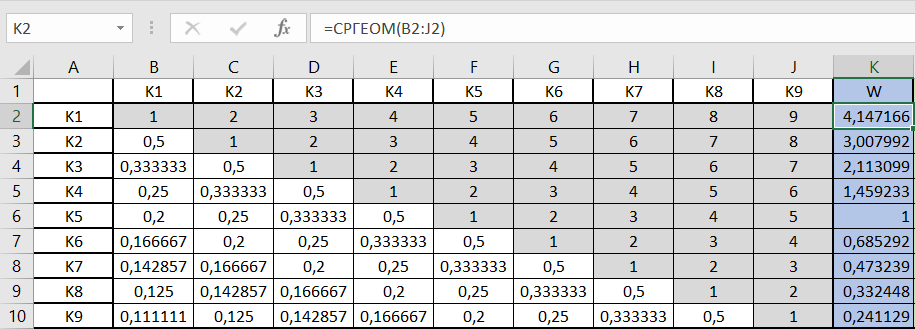 K2 fx =СРГЕОМ(B2:J2)
A B C D E F G H I J K
1 K1 K2 K3 K4 K5 K6 K7 K8 K9 W
2 K1 1 2 3 4 5 6 7 8 9 4,147166
3 K2 0,5 1 2 3 4 5 6 7 8 3,007992
4 K3 0,333333 0,5 1 2 3 4 5 6 7 2,113099
5 K4 0,25 0,333333 0,5 1 2 3 4 5 6 1,459233
6 K5 0,2 0,25 0,333333 0,5 1 2 3 4 5 1
7 K6 0,166667 0,2 0,25 0,333333 0,5 1 2 3 4 0,685292
8 K7 0,142857 0,166667 0,2 0,25 0,333333 0,5 1 2 3 0,473239
9 K8 0,125 0,142857 0,166667 0,2 0,25 0,333333 0,5 1 2 0,332448
10 K9 0,111111 0,125 0,142857 0,166667 0,2 0,25 0,333333 0,5 1 0,241129